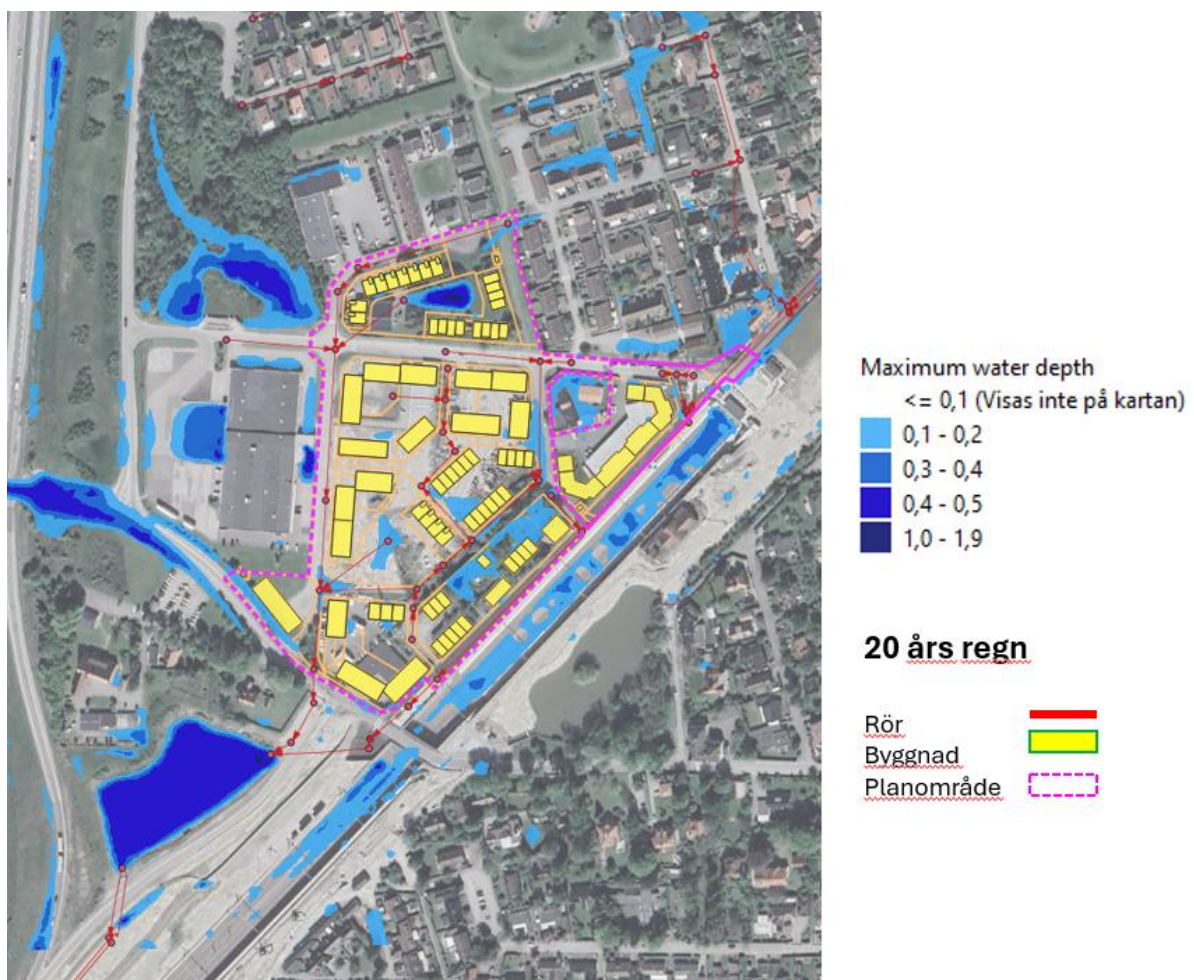 Maximum water depth
<= 0,1 (Visas inte på kartan)
0,1 - 0,2
0,3 - 0,4
0,4 - 0,5
1,0 - 1,9
20 års regn
Rör
Byggnad
Planområde